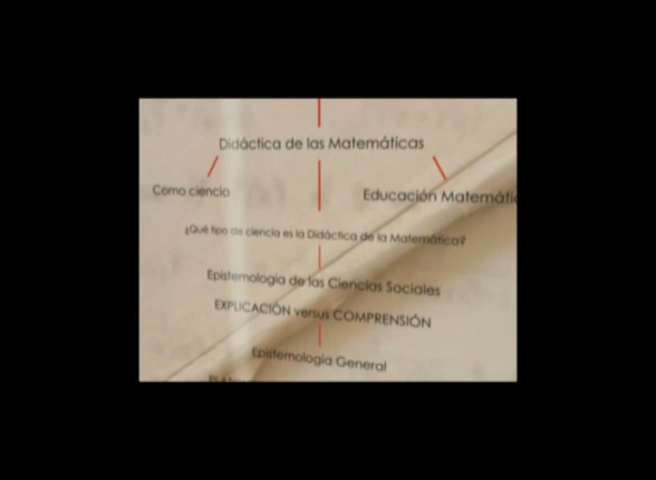 Didáctica de las Matemáticas
Como ciencia
Educación Matemátic
¿Qué tipo de ciencia es la Didáctica de la Matemática?
Epistemología de las Ciencias Sociales
EXPLICACIÓN versus COMPRENSIÓN
Epistemología General